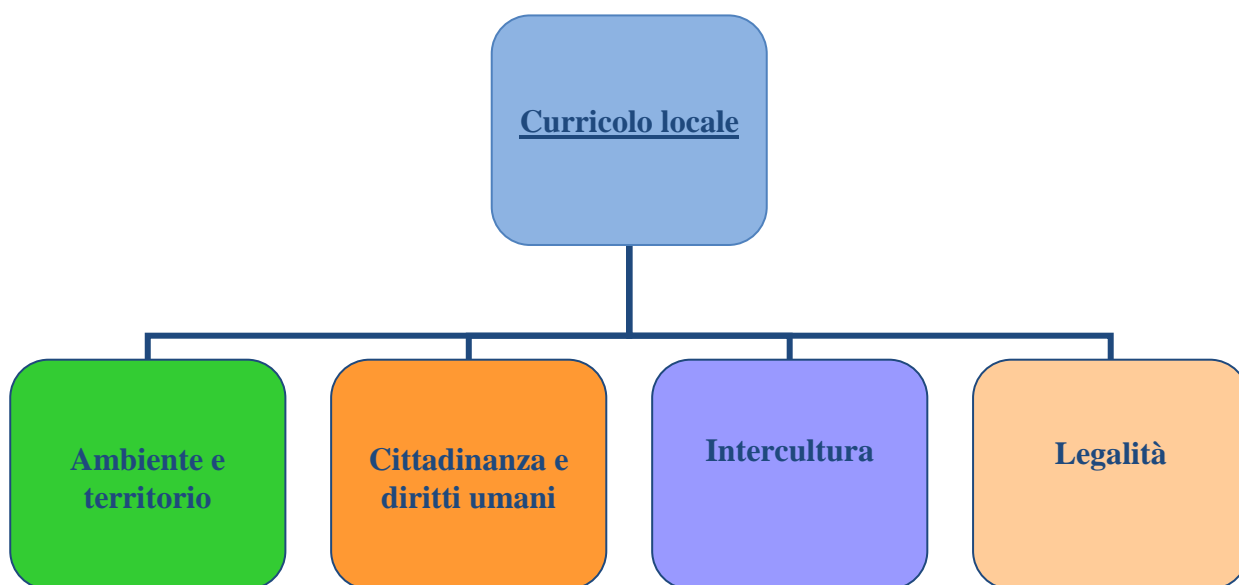 Curricolo locale
Ambiente e
territorio
Cittadinanza e
diritti umani
Intercultura
Legalità